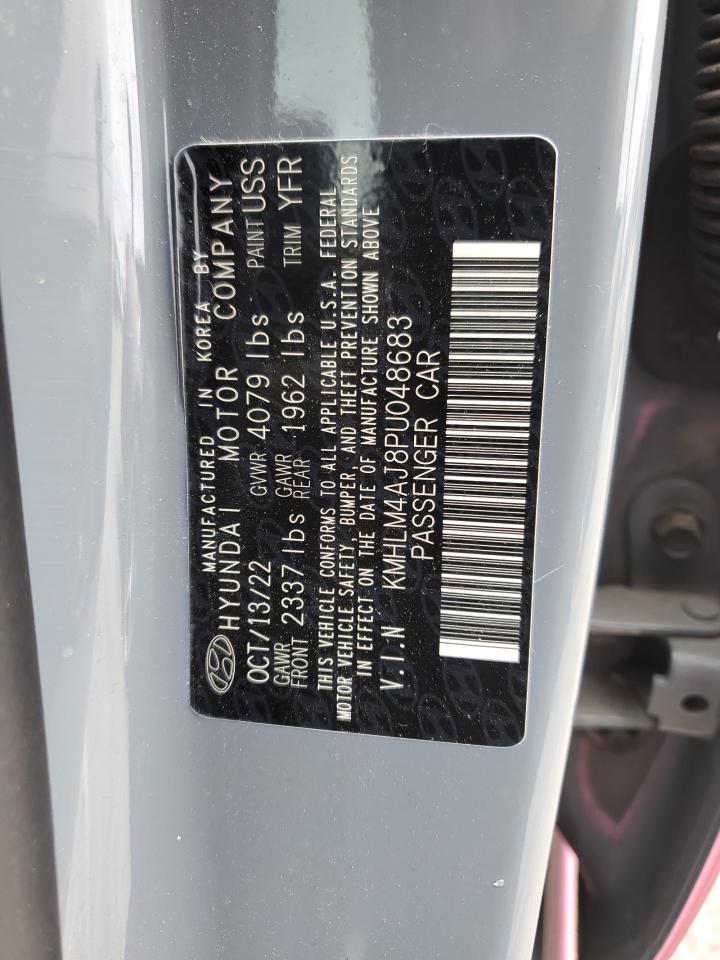 MANUFACTURED IN KOREA BY
HYUNDAI MOTOR COMPANY
OCT/13/22 GVWR 4079 lbs PAINT USS
GAWR FRONT 2337 lbs GAWR REAR 1962 lbs TRIM YFR
THIS VEHICLE CONFORMS TO ALL APPLICABLE U.S.A. FEDERAL
MOTOR VEHICLE SAFETY, BUMPER, AND THEFT PREVENTION STANDARDS
IN EFFECT ON THE DATE OF MANUFACTURE SHOWN ABOVE
V.I.N KMHLM4AJ8PU048683
PASSENGER CAR